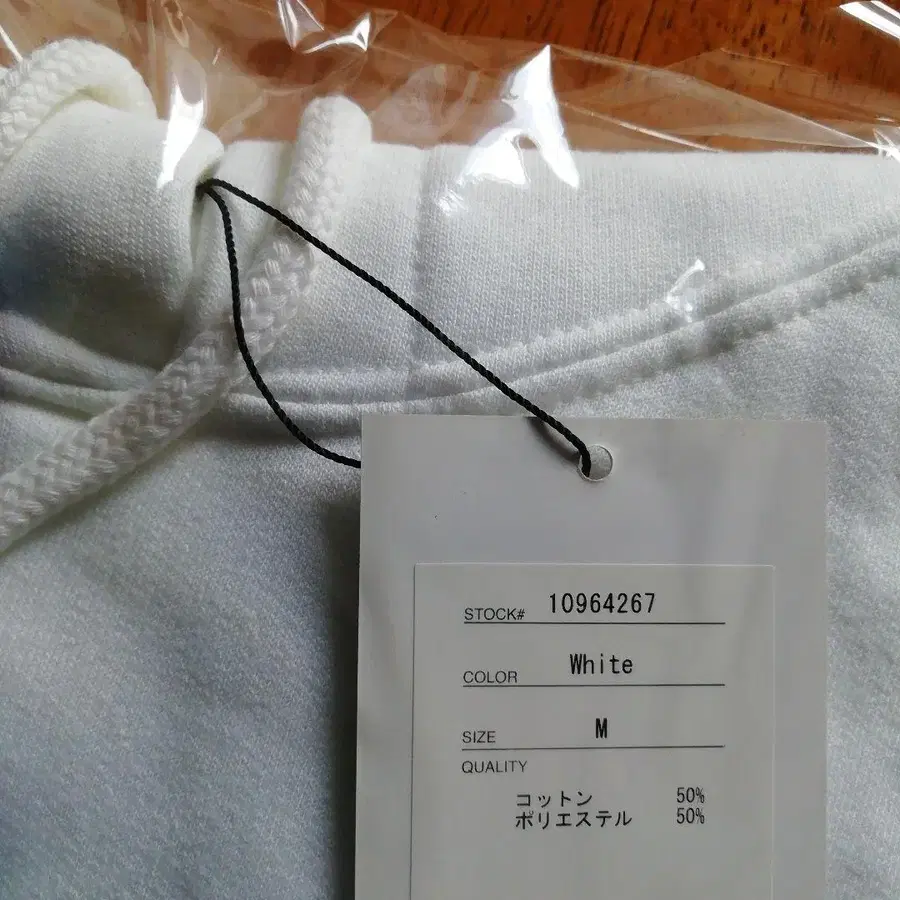 STOCK# 10964267
COLOR White
SIZE M
QUALITY
コットン 50%
ポリエステル 50%